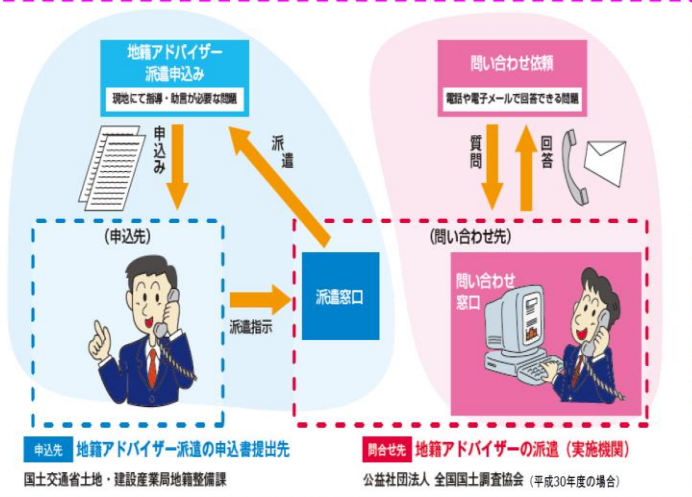 地籍アドバイザー
派遣申込み
現地にて指導・助言が必要な問題
問い合わせ依頼
電話や電子メールで回答できる問題
申込み
派遣
質問
回答
(申込先)
(問い合わせ先)
派遣指示
派遣窓口
問い合わせ
窓口
申込先 地籍アドバイザー派遣の申込書提出先
国土交通省土地・建設産業局地籍整備課
問合せ先 地籍アドバイザーの派遣（実施機関）
公益社団法人 全国国土調査協会（平成30年度の場合）